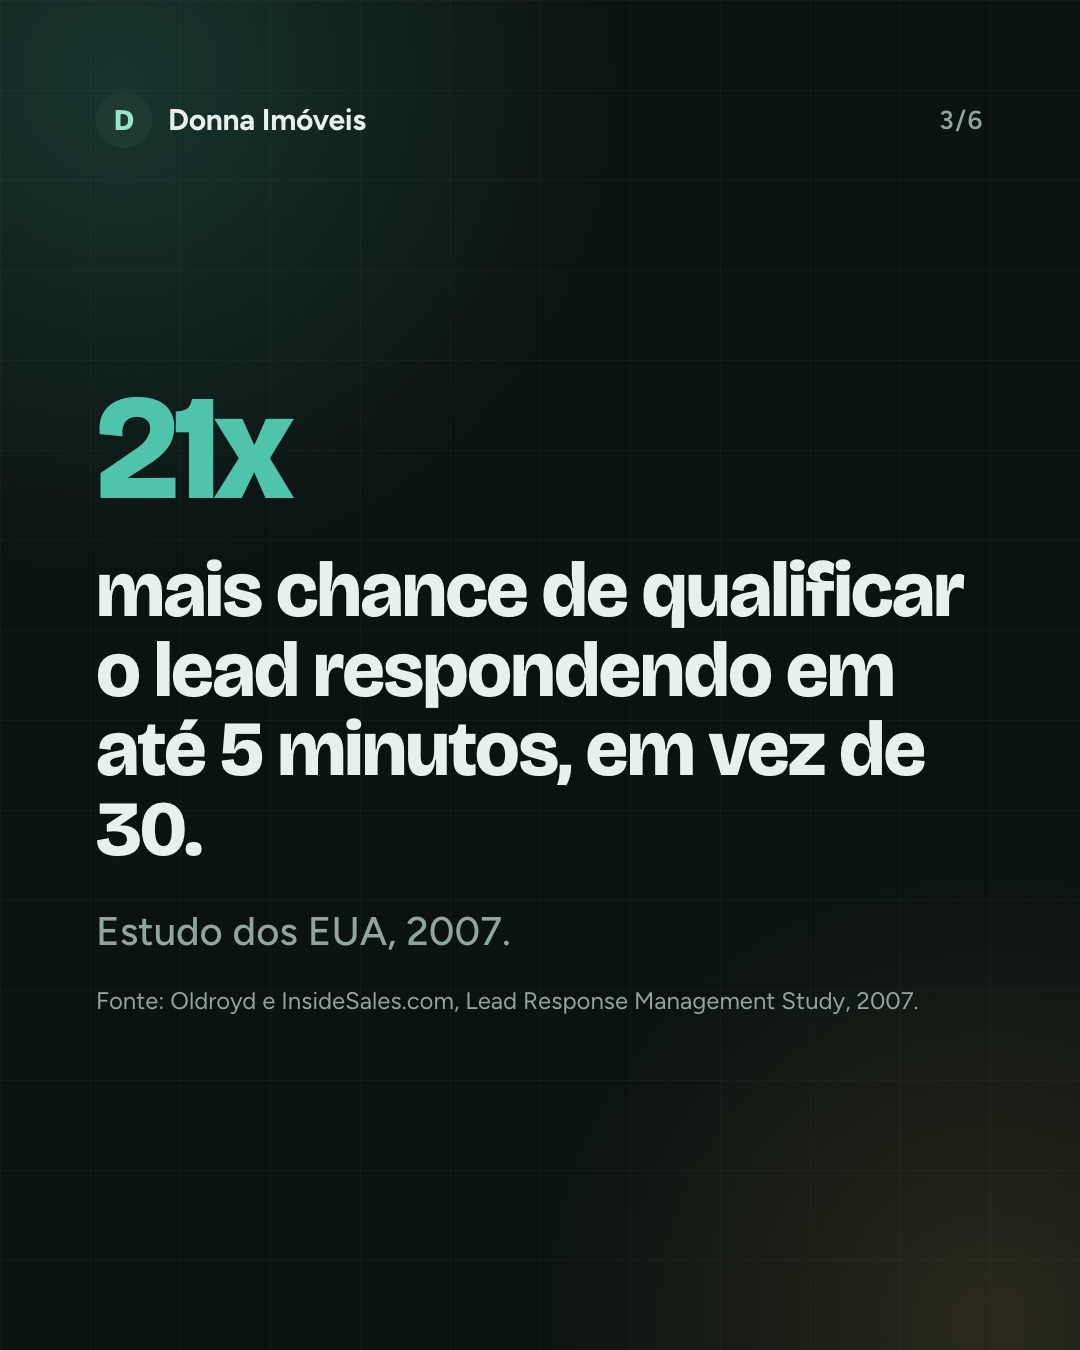 D Donna Imóveis 3/6
21x
mais chance de qualificar
o lead respondendo em
até 5 minutos, em vez de
30.
Estudo dos EUA, 2007.
Fonte: Oldroyd e InsideSales.com, Lead Response Management Study, 2007.